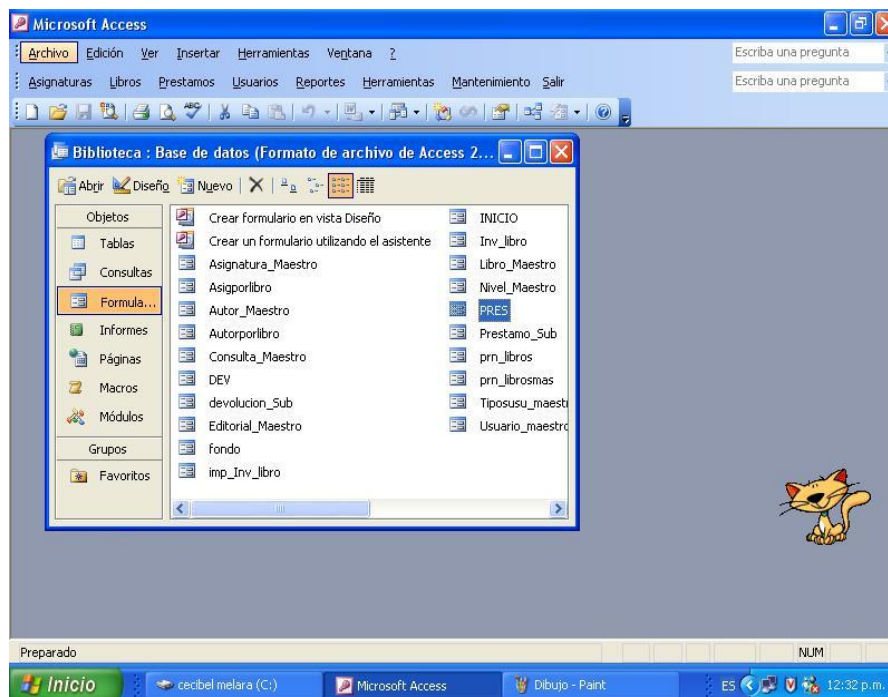 Microsoft Access
Archivo Edición Ver Insertar Herramientas Ventana ? Escriba una pregunta
Asignaturas Libros Prestamos Usuarios Reportes Herramientas Mantenimiento Salir Escriba una pregunta
Biblioteca : Base de datos (Formato de archivo de Access 2...
Abrir Diseño Nuevo
Objetos
Tablas
Consultas
Formula...
Informes
Páginas
Macros
Módulos
Grupos
Favoritos
Crear formulario en vista Diseño
Crear un formulario utilizando el asistente
Asignatura_Maestro
Asigporlibro
Autor_Maestro
Autorporlibro
Consulta_Maestro
DEV
devolucion_Sub
Editorial_Maestro
fondo
imp_Inv_libro
INICIO
Inv_libro
Libro_Maestro
Nivel_Maestro
PRES
Prestamo_Sub
prn_libros
prn_librosmas
Tiposusu_maest
Usuario_maestro
Preparado NUM
Inicio cecibel melara (C:) Microsoft Access Dibujo - Paint ES 12:32 p.m.